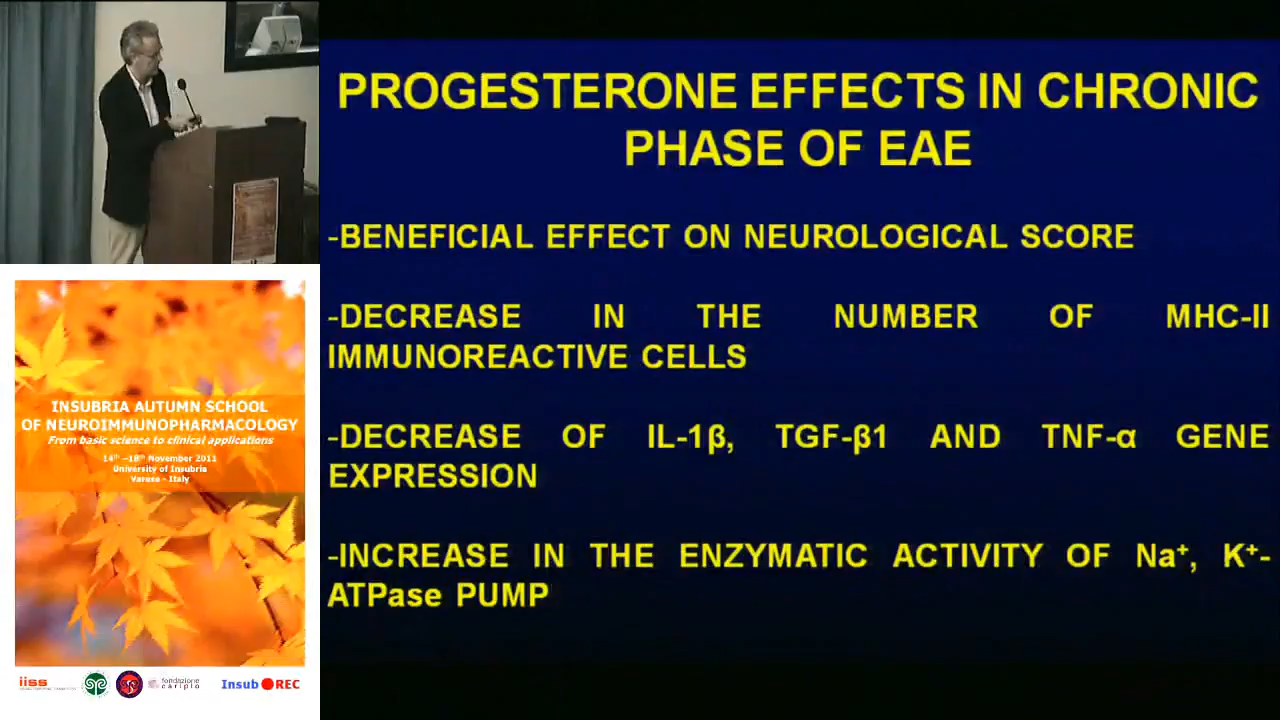 PROGESTERONE EFFECTS IN CHRONIC
PHASE OF EAE
-BENEFICIAL EFFECT ON NEUROLOGICAL SCORE
-DECREASE IN THE NUMBER OF MHC-II
IMMUNOREACTIVE CELLS
-DECREASE OF IL-1β, TGF-β1 AND TNF-α GENE
EXPRESSION
-INCREASE IN THE ENZYMATIC ACTIVITY OF Na⁺, K⁺-
ATPase PUMP
INSUBRIA AUTUMN SCHOOL
OF NEUROIMMUNOPHARMACOLOGY
From basic science to clinical applications
14th -18th November 2011
University of Insubria
Varese - Italy
iiss
fondazione
cariplo
Insub REC